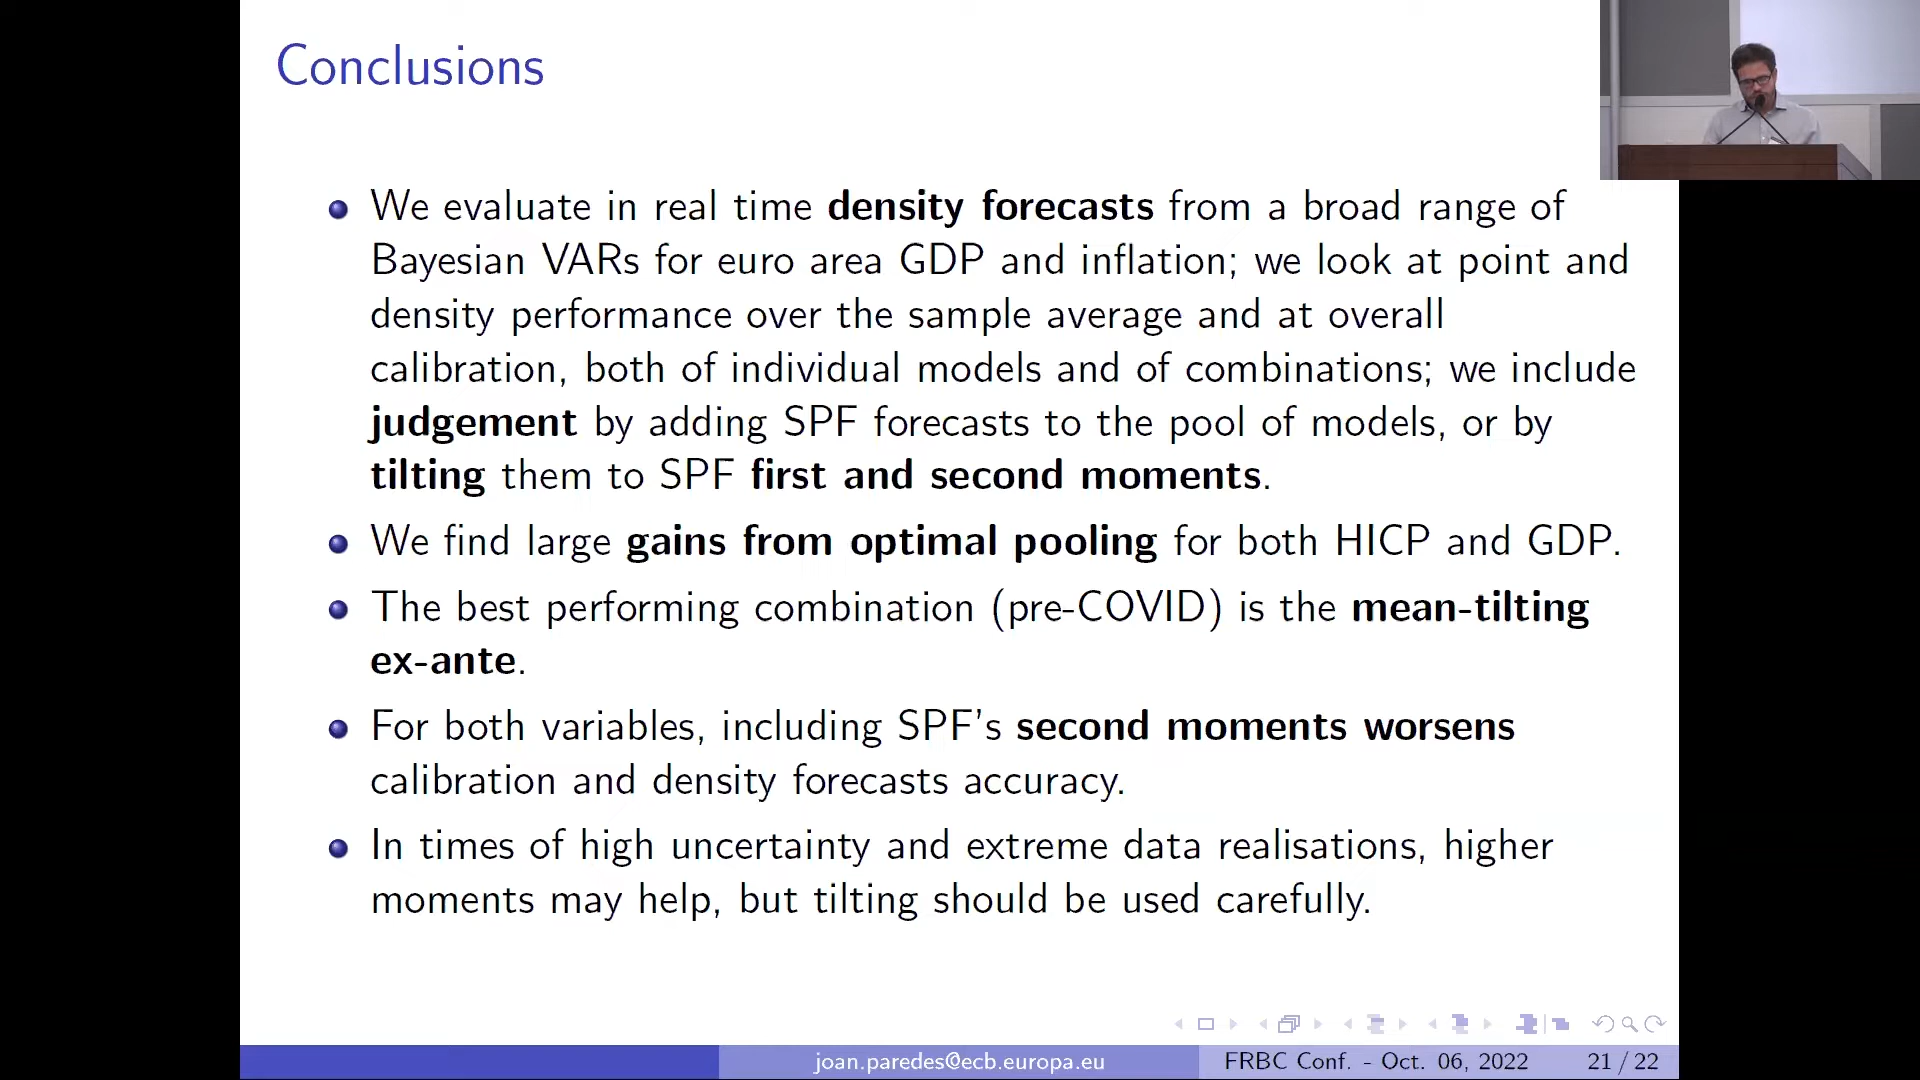 Conclusions
We evaluate in real time density forecasts from a broad range of
Bayesian VARs for euro area GDP and inflation; we look at point and
density performance over the sample average and at overall
calibration, both of individual models and of combinations; we include
judgement by adding SPF forecasts to the pool of models, or by
tilting them to SPF first and second moments.
We find large gains from optimal pooling for both HICP and GDP.
The best performing combination (pre-COVID) is the mean-tilting
ex-ante.
For both variables, including SPF's second moments worsens
calibration and density forecasts accuracy.
In times of high uncertainty and extreme data realisations, higher
moments may help, but tilting should be used carefully.
joan.paredes@ecb.europa.eu FRBC Conf. - Oct. 06, 2022 21 / 22